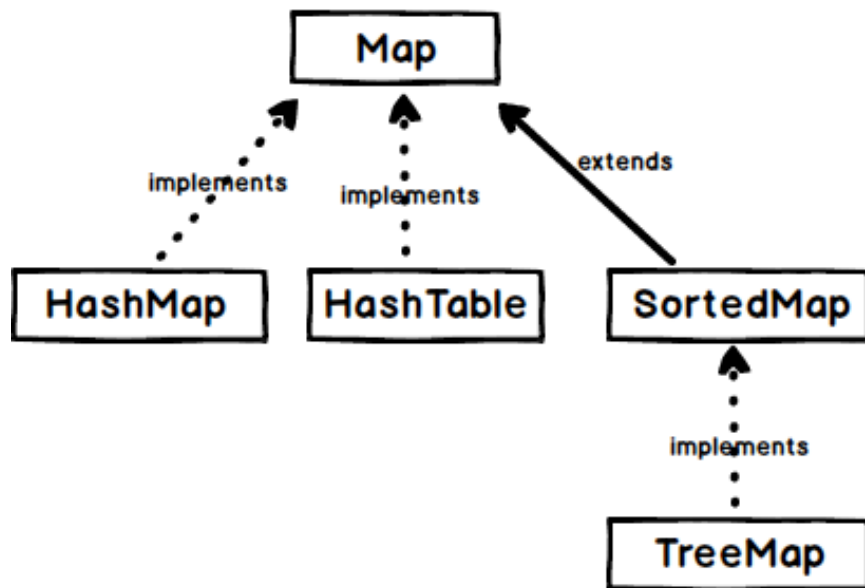 Map
extends
implements
implements
HashMap
HashTable
SortedMap
implements
TreeMap